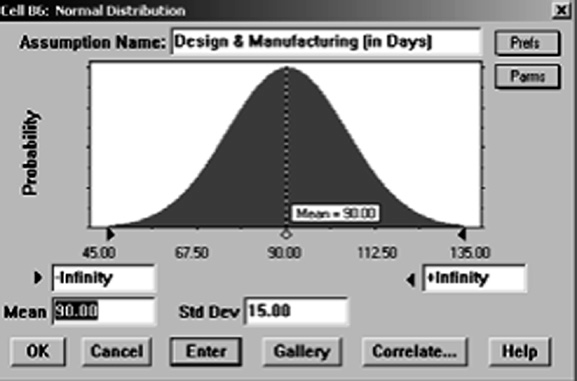 Cell B6: Normal Distribution
Assumption Name: Design & Manufacturing (in Days)
Prefs
Parms
Probability
Mean = 90.00
45.00 67.50 90.00 112.50 135.00
-Infinity +Infinity
Mean 90.00 Std Dev 15.00
OK Cancel Enter Gallery Correlate... Help